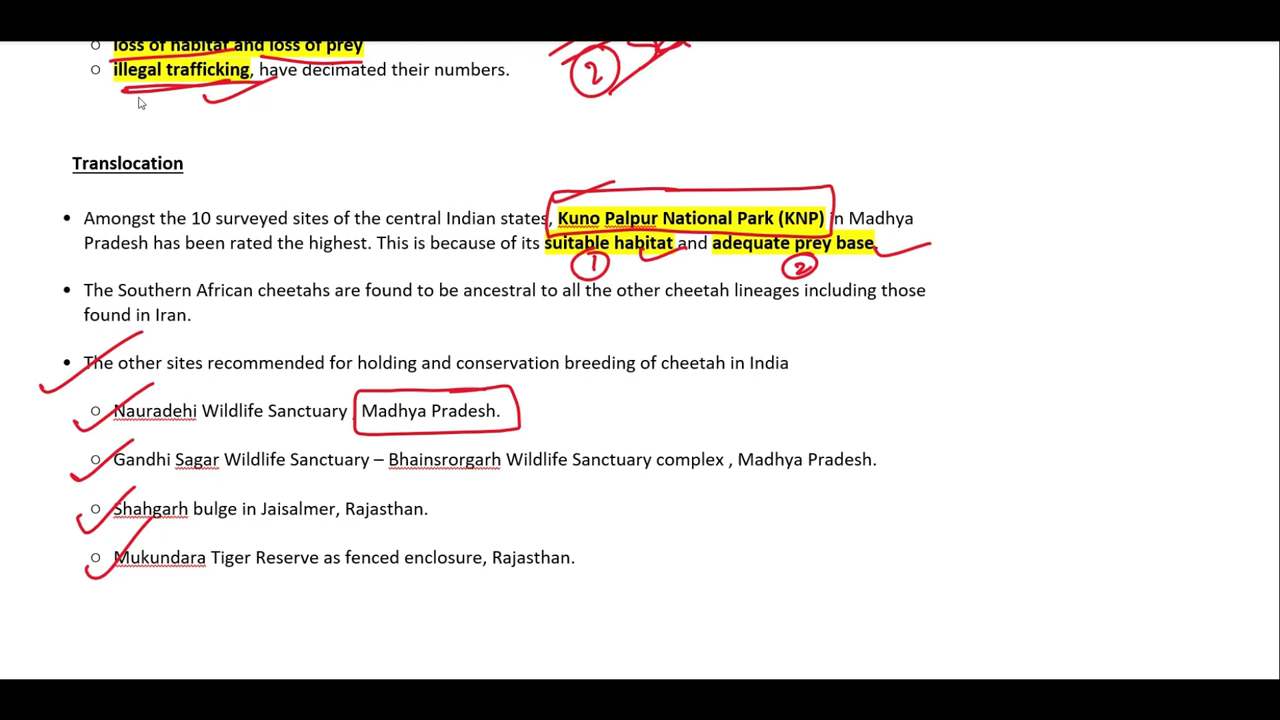 ○ loss of habitat and loss of prey
○ illegal trafficking, have decimated their numbers.
2
Translocation
• Amongst the 10 surveyed sites of the central Indian states, Kuno Palpur National Park (KNP) in Madhya
Pradesh has been rated the highest. This is because of its suitable habitat and adequate prey base.
1 2
• The Southern African cheetahs are found to be ancestral to all the other cheetah lineages including those
found in Iran.
• The other sites recommended for holding and conservation breeding of cheetah in India
○ Nauradehi Wildlife Sanctuary , Madhya Pradesh.
○ Gandhi Sagar Wildlife Sanctuary – Bhainsrorgarh Wildlife Sanctuary complex , Madhya Pradesh.
○ Shahgarh bulge in Jaisalmer, Rajasthan.
○ Mukundara Tiger Reserve as fenced enclosure, Rajasthan.